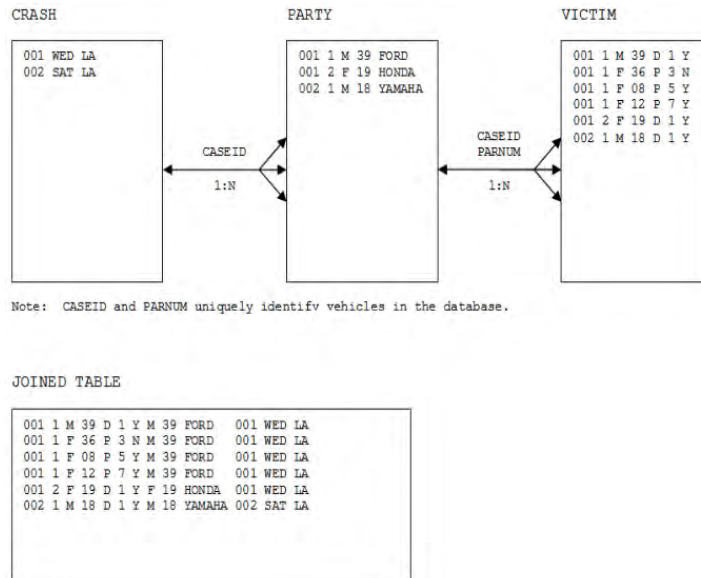 CRASH
001 WED LA
002 SAT LA
CASEID
1:N
PARTY
001 1 M 39 FORD
001 2 F 19 HONDA
002 1 M 18 YAMAHA
CASEID
PARNUM
1:N
VICTIM
001 1 M 39 D 1 Y
001 1 F 36 P 3 N
001 1 F 08 P 5 Y
001 1 F 12 P 7 Y
001 2 F 19 D 1 Y
002 1 M 18 D 1 Y
Note: CASEID and PARNUM uniquely identify vehicles in the database.
JOINED TABLE
001 1 M 39 D 1 Y M 39 FORD 001 WED LA
001 1 F 36 P 3 N M 39 FORD 001 WED LA
001 1 F 08 P 5 Y M 39 FORD 001 WED LA
001 1 F 12 P 7 Y M 39 FORD 001 WED LA
001 2 F 19 D 1 Y F 19 HONDA 001 WED LA
002 1 M 18 D 1 Y M 18 YAMAHA 002 SAT LA